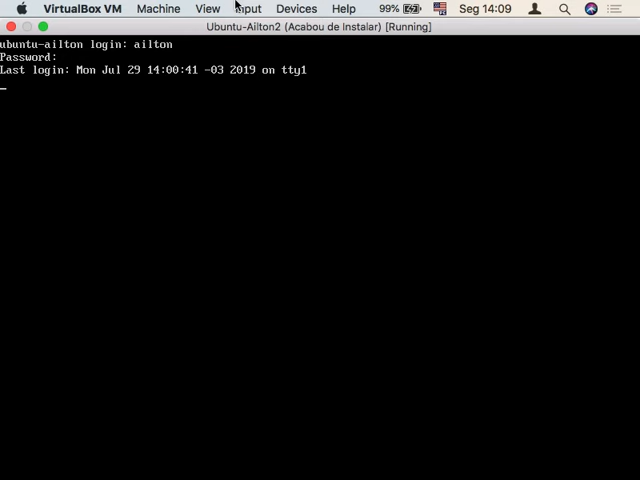 VirtualBox VM Machine View Input Devices Help 99% Seg 14:09
Ubuntu-Ailton2 (Acabou de Instalar) [Running]
ubuntu-ailton login: ailton
Password:
Last login: Mon Jul 29 14:00:41 -03 2019 on tty1